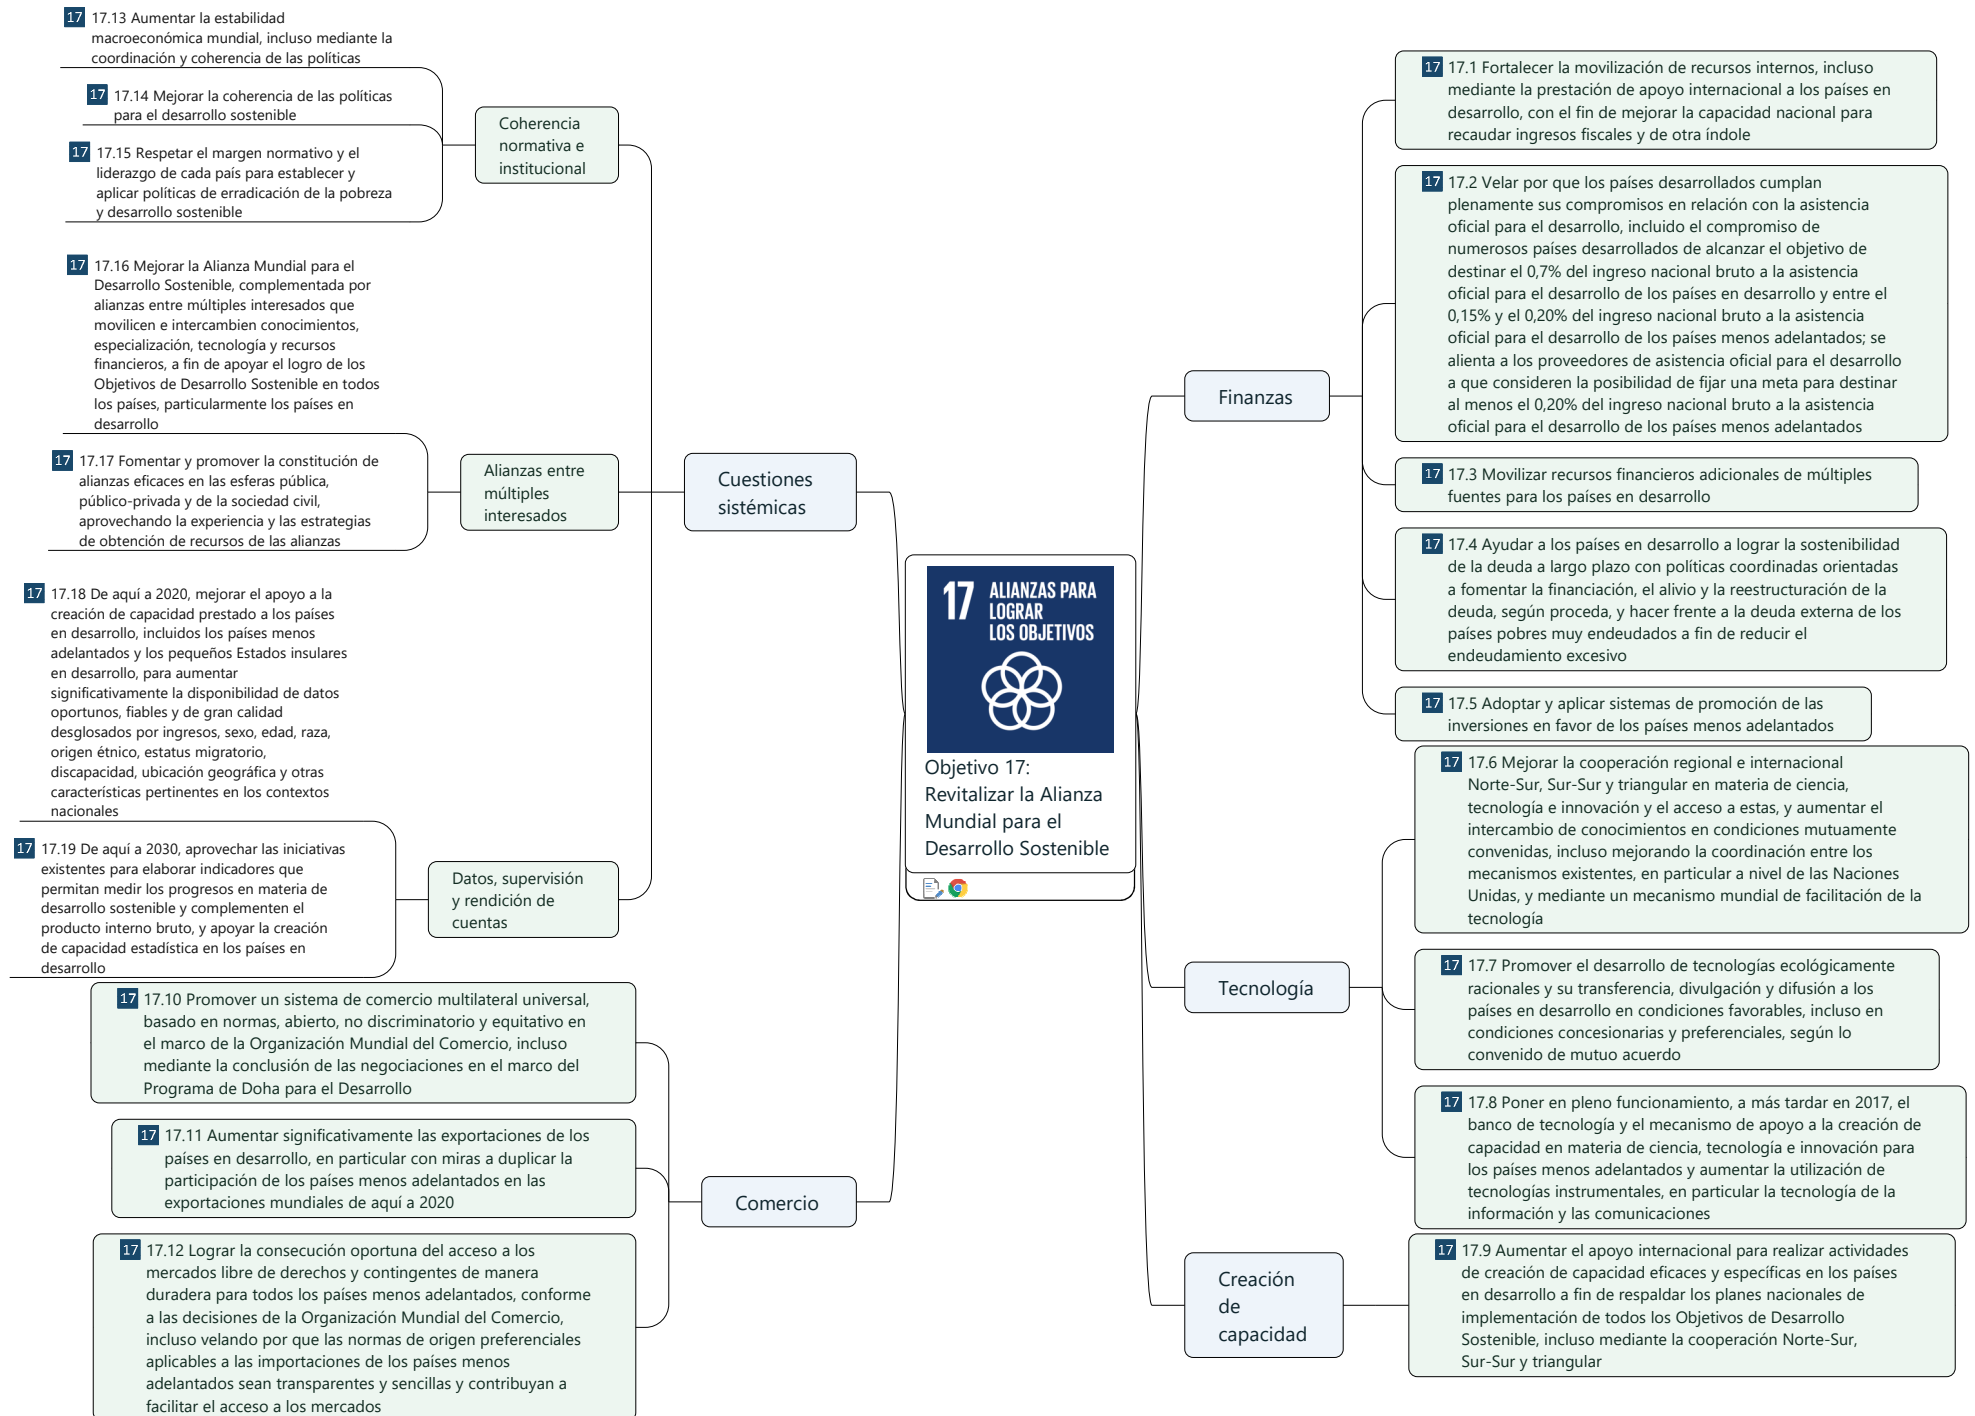 17 ALIANZAS PARA
LOGRAR
LOS OBJETIVOS
Objetivo 17:
Revitalizar la Alianza
Mundial para el
Desarrollo Sostenible
Finanzas
17 17.1 Fortalecer la movilización de recursos internos, incluso
mediante la prestación de apoyo internacional a los países en
desarrollo, con el fin de mejorar la capacidad nacional para
recaudar ingresos fiscales y de otra índole
17 17.2 Velar por que los países desarrollados cumplan
plenamente sus compromisos en relación con la asistencia
oficial para el desarrollo, incluido el compromiso de
numerosos países desarrollados de alcanzar el objetivo de
destinar el 0,7% del ingreso nacional bruto a la asistencia
oficial para el desarrollo de los países en desarrollo y entre el
0,15% y el 0,20% del ingreso nacional bruto a la asistencia
oficial para el desarrollo de los países menos adelantados; se
alienta a los proveedores de asistencia oficial para el desarrollo
a que consideren la posibilidad de fijar una meta para destinar
al menos el 0,20% del ingreso nacional bruto a la asistencia
oficial para el desarrollo de los países menos adelantados
17 17.3 Movilizar recursos financieros adicionales de múltiples
fuentes para los países en desarrollo
17 17.4 Ayudar a los países en desarrollo a lograr la sostenibilidad
de la deuda a largo plazo con políticas coordinadas orientadas
a fomentar la financiación, el alivio y la reestructuración de la
deuda, según proceda, y hacer frente a la deuda externa de los
países pobres muy endeudados a fin de reducir el
endeudamiento excesivo
17 17.5 Adoptar y aplicar sistemas de promoción de las
inversiones en favor de los países menos adelantados
Tecnología
17 17.6 Mejorar la cooperación regional e internacional
Norte-Sur, Sur-Sur y triangular en materia de ciencia,
tecnología e innovación y el acceso a estas, y aumentar el
intercambio de conocimientos en condiciones mutuamente
convenidas, incluso mejorando la coordinación entre los
mecanismos existentes, en particular a nivel de las Naciones
Unidas, y mediante un mecanismo mundial de facilitación de la
tecnología
17 17.7 Promover el desarrollo de tecnologías ecológicamente
racionales y su transferencia, divulgación y difusión a los
países en desarrollo en condiciones favorables, incluso en
condiciones concesionarias y preferenciales, según lo
convenido de mutuo acuerdo
17 17.8 Poner en pleno funcionamiento, a más tardar en 2017, el
banco de tecnología y el mecanismo de apoyo a la creación de
capacidad en materia de ciencia, tecnología e innovación para
los países menos adelantados y aumentar la utilización de
tecnologías instrumentales, en particular la tecnología de la
información y las comunicaciones
Creación
de
capacidad
17 17.9 Aumentar el apoyo internacional para realizar actividades
de creación de capacidad eficaces y específicas en los países
en desarrollo a fin de respaldar los planes nacionales de
implementación de todos los Objetivos de Desarrollo
Sostenible, incluso mediante la cooperación Norte-Sur,
Sur-Sur y triangular
Comercio
17 17.10 Promover un sistema de comercio multilateral universal,
basado en normas, abierto, no discriminatorio y equitativo en
el marco de la Organización Mundial del Comercio, incluso
mediante la conclusión de las negociaciones en el marco del
Programa de Doha para el Desarrollo
17 17.11 Aumentar significativamente las exportaciones de los
países en desarrollo, en particular con miras a duplicar la
participación de los países menos adelantados en las
exportaciones mundiales de aquí a 2020
17 17.12 Lograr la consecución oportuna del acceso a los
mercados libre de derechos y contingentes de manera
duradera para todos los países menos adelantados, conforme
a las decisiones de la Organización Mundial del Comercio,
incluso velando por que las normas de origen preferenciales
aplicables a las importaciones de los países menos
adelantados sean transparentes y sencillas y contribuyan a
facilitar el acceso a los mercados
Cuestiones
sistémicas
Coherencia
normativa e
institucional
17 17.13 Aumentar la estabilidad
macroeconómica mundial, incluso mediante la
coordinación y coherencia de las políticas
17 17.14 Mejorar la coherencia de las políticas
para el desarrollo sostenible
17 17.15 Respetar el margen normativo y el
liderazgo de cada país para establecer y
aplicar políticas de erradicación de la pobreza
y desarrollo sostenible
Alianzas entre
múltiples
interesados
17 17.16 Mejorar la Alianza Mundial para el
Desarrollo Sostenible, complementada por
alianzas entre múltiples interesados que
movilicen e intercambien conocimientos,
especialización, tecnología y recursos
financieros, a fin de apoyar el logro de los
Objetivos de Desarrollo Sostenible en todos
los países, particularmente los países en
desarrollo
17 17.17 Fomentar y promover la constitución de
alianzas eficaces en las esferas pública,
público-privada y de la sociedad civil,
aprovechando la experiencia y las estrategias
de obtención de recursos de las alianzas
Datos, supervisión
y rendición de
cuentas
17 17.18 De aquí a 2020, mejorar el apoyo a la
creación de capacidad prestado a los países
en desarrollo, incluidos los países menos
adelantados y los pequeños Estados insulares
en desarrollo, para aumentar
significativamente la disponibilidad de datos
oportunos, fiables y de gran calidad
desglosados por ingresos, sexo, edad, raza,
origen étnico, estatus migratorio,
discapacidad, ubicación geográfica y otras
características pertinentes en los contextos
nacionales
17 17.19 De aquí a 2030, aprovechar las iniciativas
existentes para elaborar indicadores que
permitan medir los progresos en materia de
desarrollo sostenible y complementen el
producto interno bruto, y apoyar la creación
de capacidad estadística en los países en
desarrollo